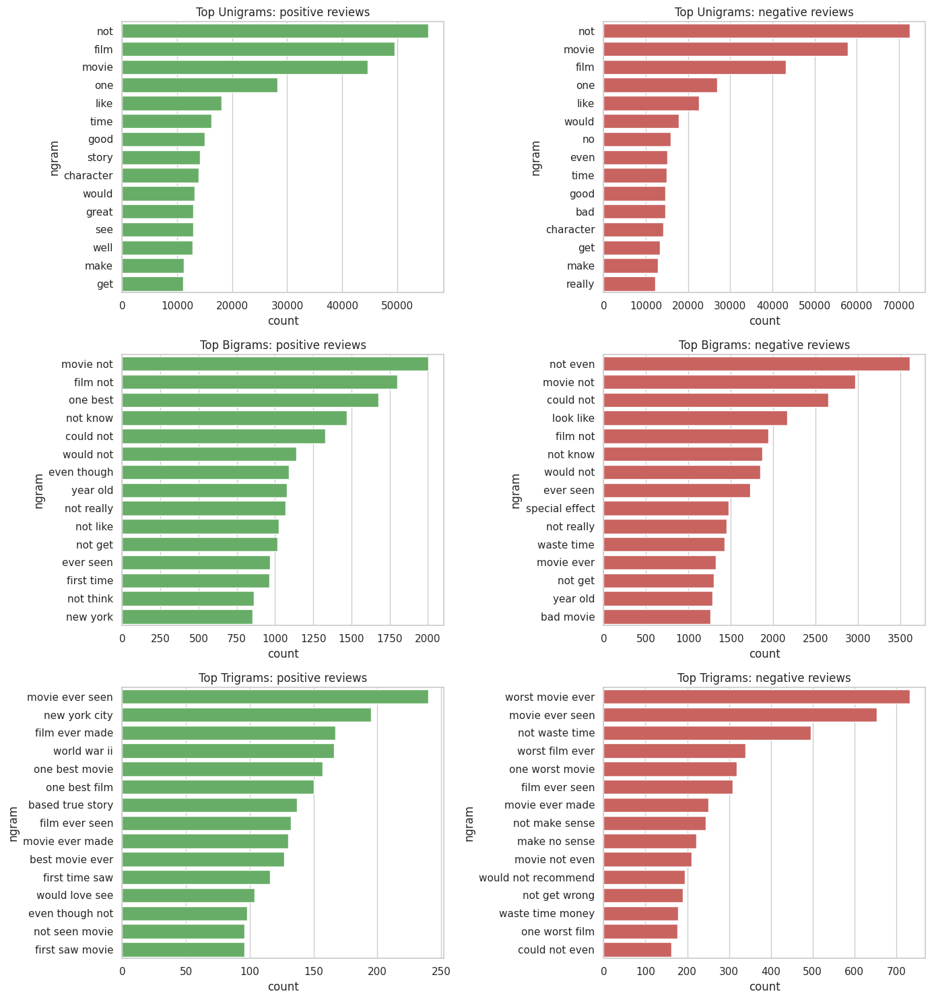 Top Unigrams: positive reviews
ngram
not
film
movie
one
like
time
good
story
character
would
great
see
well
make
get
0 10000 20000 30000 40000 50000
count
Top Unigrams: negative reviews
ngram
not
movie
film
one
like
would
no
even
time
good
bad
character
get
make
really
0 10000 20000 30000 40000 50000 60000 70000
count
Top Bigrams: positive reviews
ngram
movie not
film not
one best
not know
could not
would not
even though
year old
not really
not like
not get
ever seen
first time
not think
new york
0 250 500 750 1000 1250 1500 1750 2000
count
Top Bigrams: negative reviews
ngram
not even
movie not
could not
look like
film not
not know
would not
ever seen
special effect
not really
waste time
movie ever
not get
year old
bad movie
0 500 1000 1500 2000 2500 3000 3500
count
Top Trigrams: positive reviews
ngram
movie ever seen
new york city
film ever made
world war ii
one best movie
one best film
based true story
film ever seen
movie ever made
best movie ever
first time saw
would love see
even though not
not seen movie
first saw movie
0 50 100 150 200 250
count
Top Trigrams: negative reviews
ngram
worst movie ever
movie ever seen
not waste time
worst film ever
one worst movie
film ever seen
movie ever made
not make sense
make no sense
movie not even
would not recommend
not get wrong
waste time money
one worst film
could not even
0 100 200 300 400 500 600 700
count